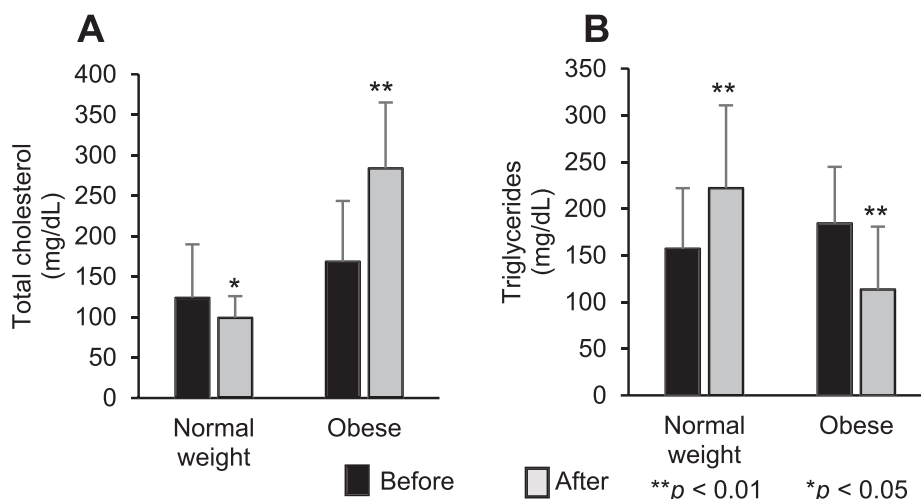 A
Total cholesterol
(mg/dL)
400
350
300
250
200
150
100
50
0
*
**
Normal
weight
Obese
B
Triglycerides
(mg/dL)
350
300
250
200
150
100
50
0
**
**
Normal
weight
Obese
Before
After
**p < 0.01
*p < 0.05